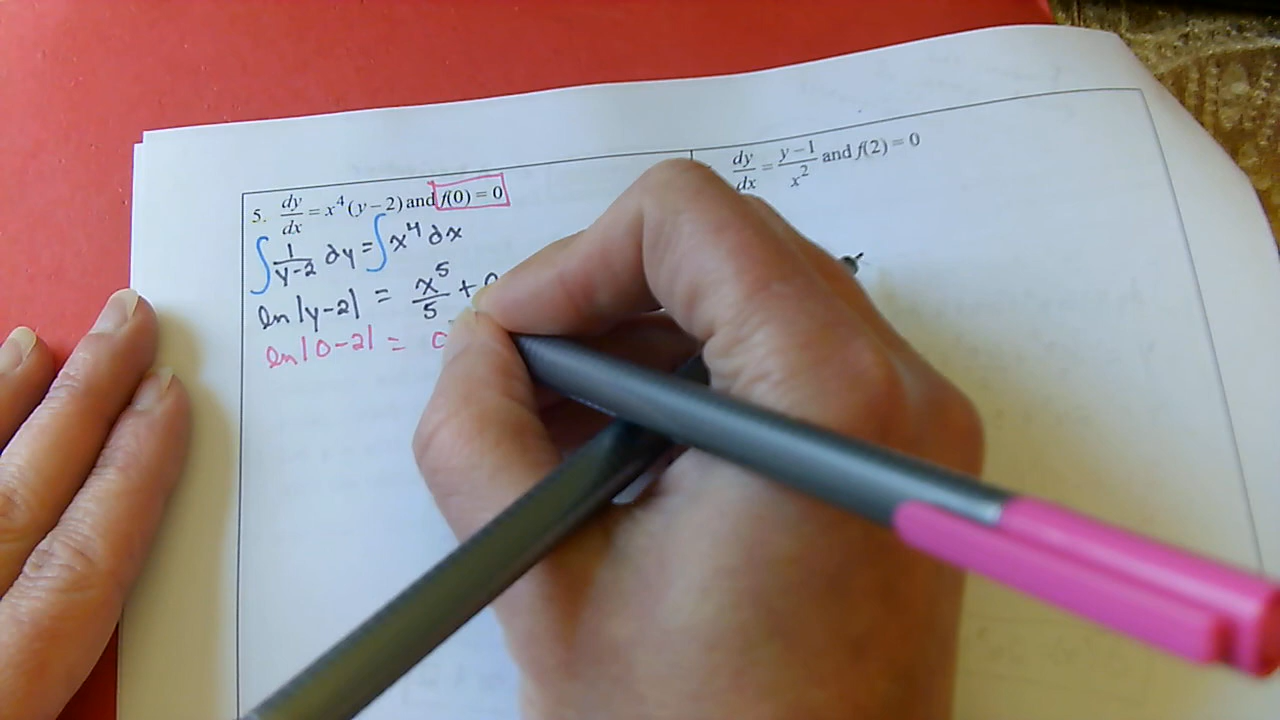 5. dy/dx = x⁴(y−2) and f(0) = 0
∫ 1/(y−2) dy = ∫ x⁴ dx
ln|y−2| = x⁵/5 +
ln|0−2| =
dy/dx = (y−1)/x² and f(2) = 0